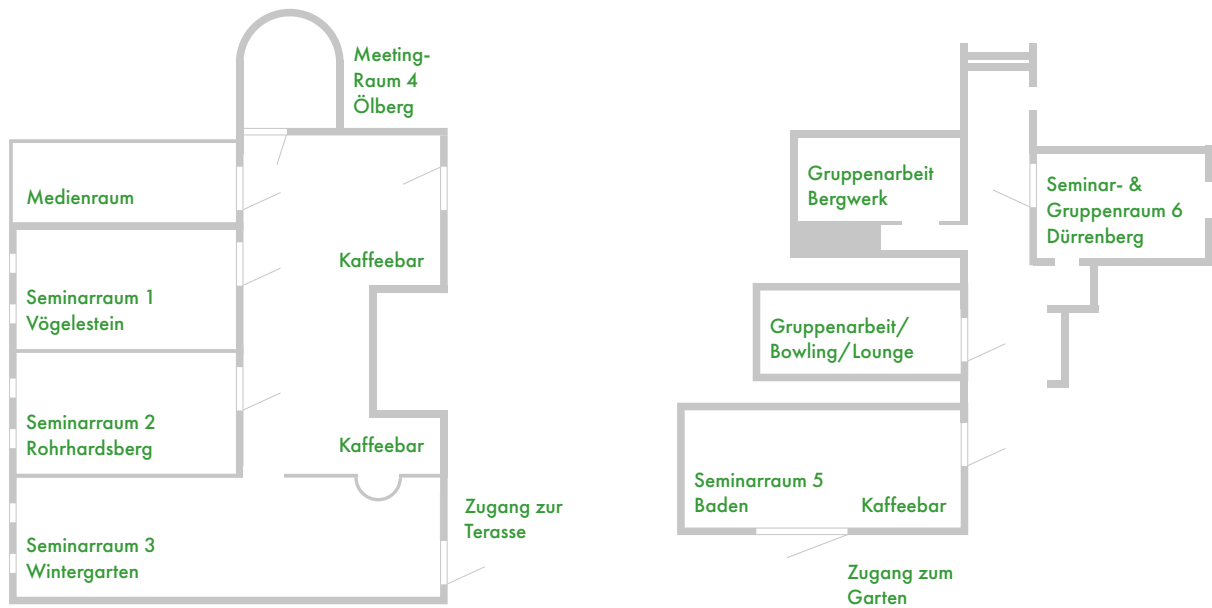 Meeting-
Raum 4
Ölberg
Medienraum
Kaffeebar
Seminarraum 1
Vögelestein
Seminarraum 2
Rohrhardsberg
Kaffeebar
Zugang zur
Terasse
Seminarraum 3
Wintergarten
Gruppenarbeit
Bergwerk
Seminar- &
Gruppenraum 6
Dürrenberg
Gruppenarbeit/
Bowling/Lounge
Seminarraum 5
Baden
Kaffeebar
Zugang zum
Garten